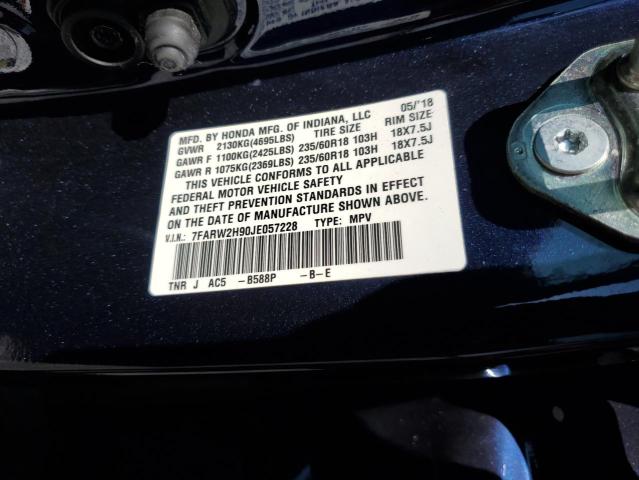 MFD. BY HONDA MFG. OF INDIANA, LLC 05/'18
GVWR 2130KG(4695LBS) TIRE SIZE RIM SIZE
GAWR F 1100KG(2425LBS) 235/60R18 103H 18X7.5J
GAWR R 1075KG(2369LBS) 235/60R18 103H 18X7.5J
THIS VEHICLE CONFORMS TO ALL APPLICABLE
FEDERAL MOTOR VEHICLE SAFETY
AND THEFT PREVENTION STANDARDS IN EFFECT
ON THE DATE OF MANUFACTURE SHOWN ABOVE.
V.I.N.: 7FARW2H90JE057228 TYPE: MPV
TNR J AC5 -B588P -B-E